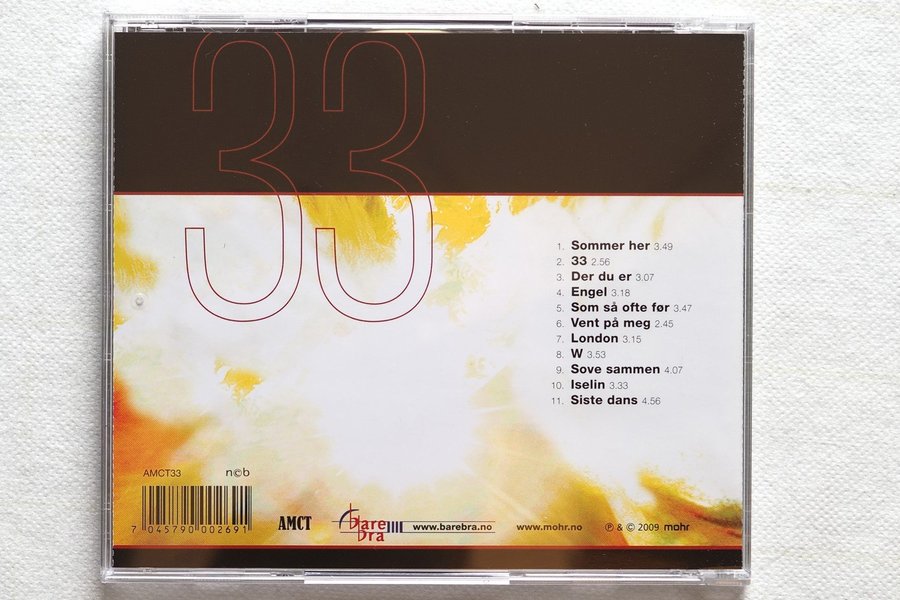 33
1. Sommer her 3.49
2. 33 2.56
3. Der du er 3.07
4. Engel 3.18
5. Som så ofte før 3.47
6. Vent på meg 2.45
7. London 3.15
8. W 3.53
9. Sove sammen 4.07
10. Iselin 3.33
11. Siste dans 4.56
AMCT33 n©b
7 045790 002691
AMCT bare bra www.barebra.no www.mohr.no ℗ & © 2009 mohr